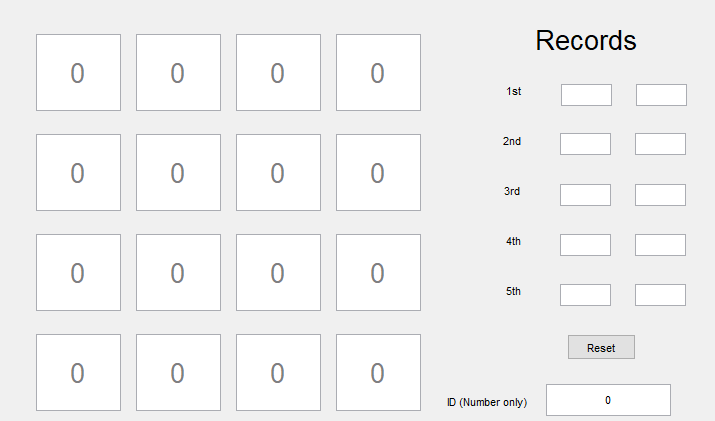 0 0 0 0
0 0 0 0
0 0 0 0
0 0 0 0
Records
1st
2nd
3rd
4th
5th
Reset
ID (Number only) 0